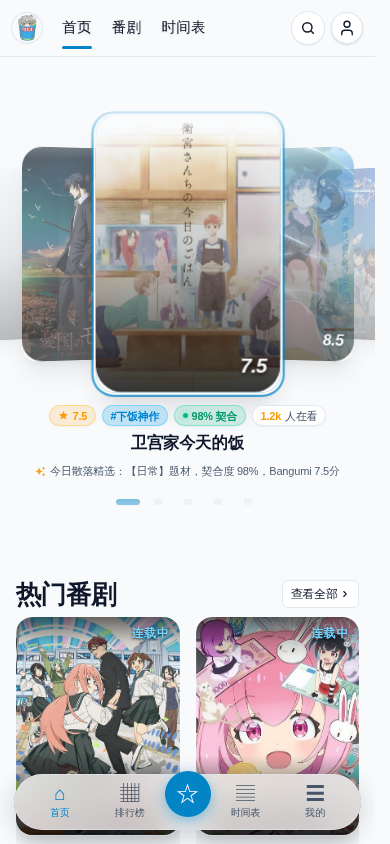 首页 番剧 时间表
衛宮さんちの今日のごはん
7.5
8.5
7.5 #下饭神作 98% 契合 1.2k 人在看
卫宫家今天的饭
今日散落精选：【日常】题材，契合度 98%，Bangumi 7.5分
热门番剧
查看全部
连载中 连载中
首页 排行榜 时间表 我的